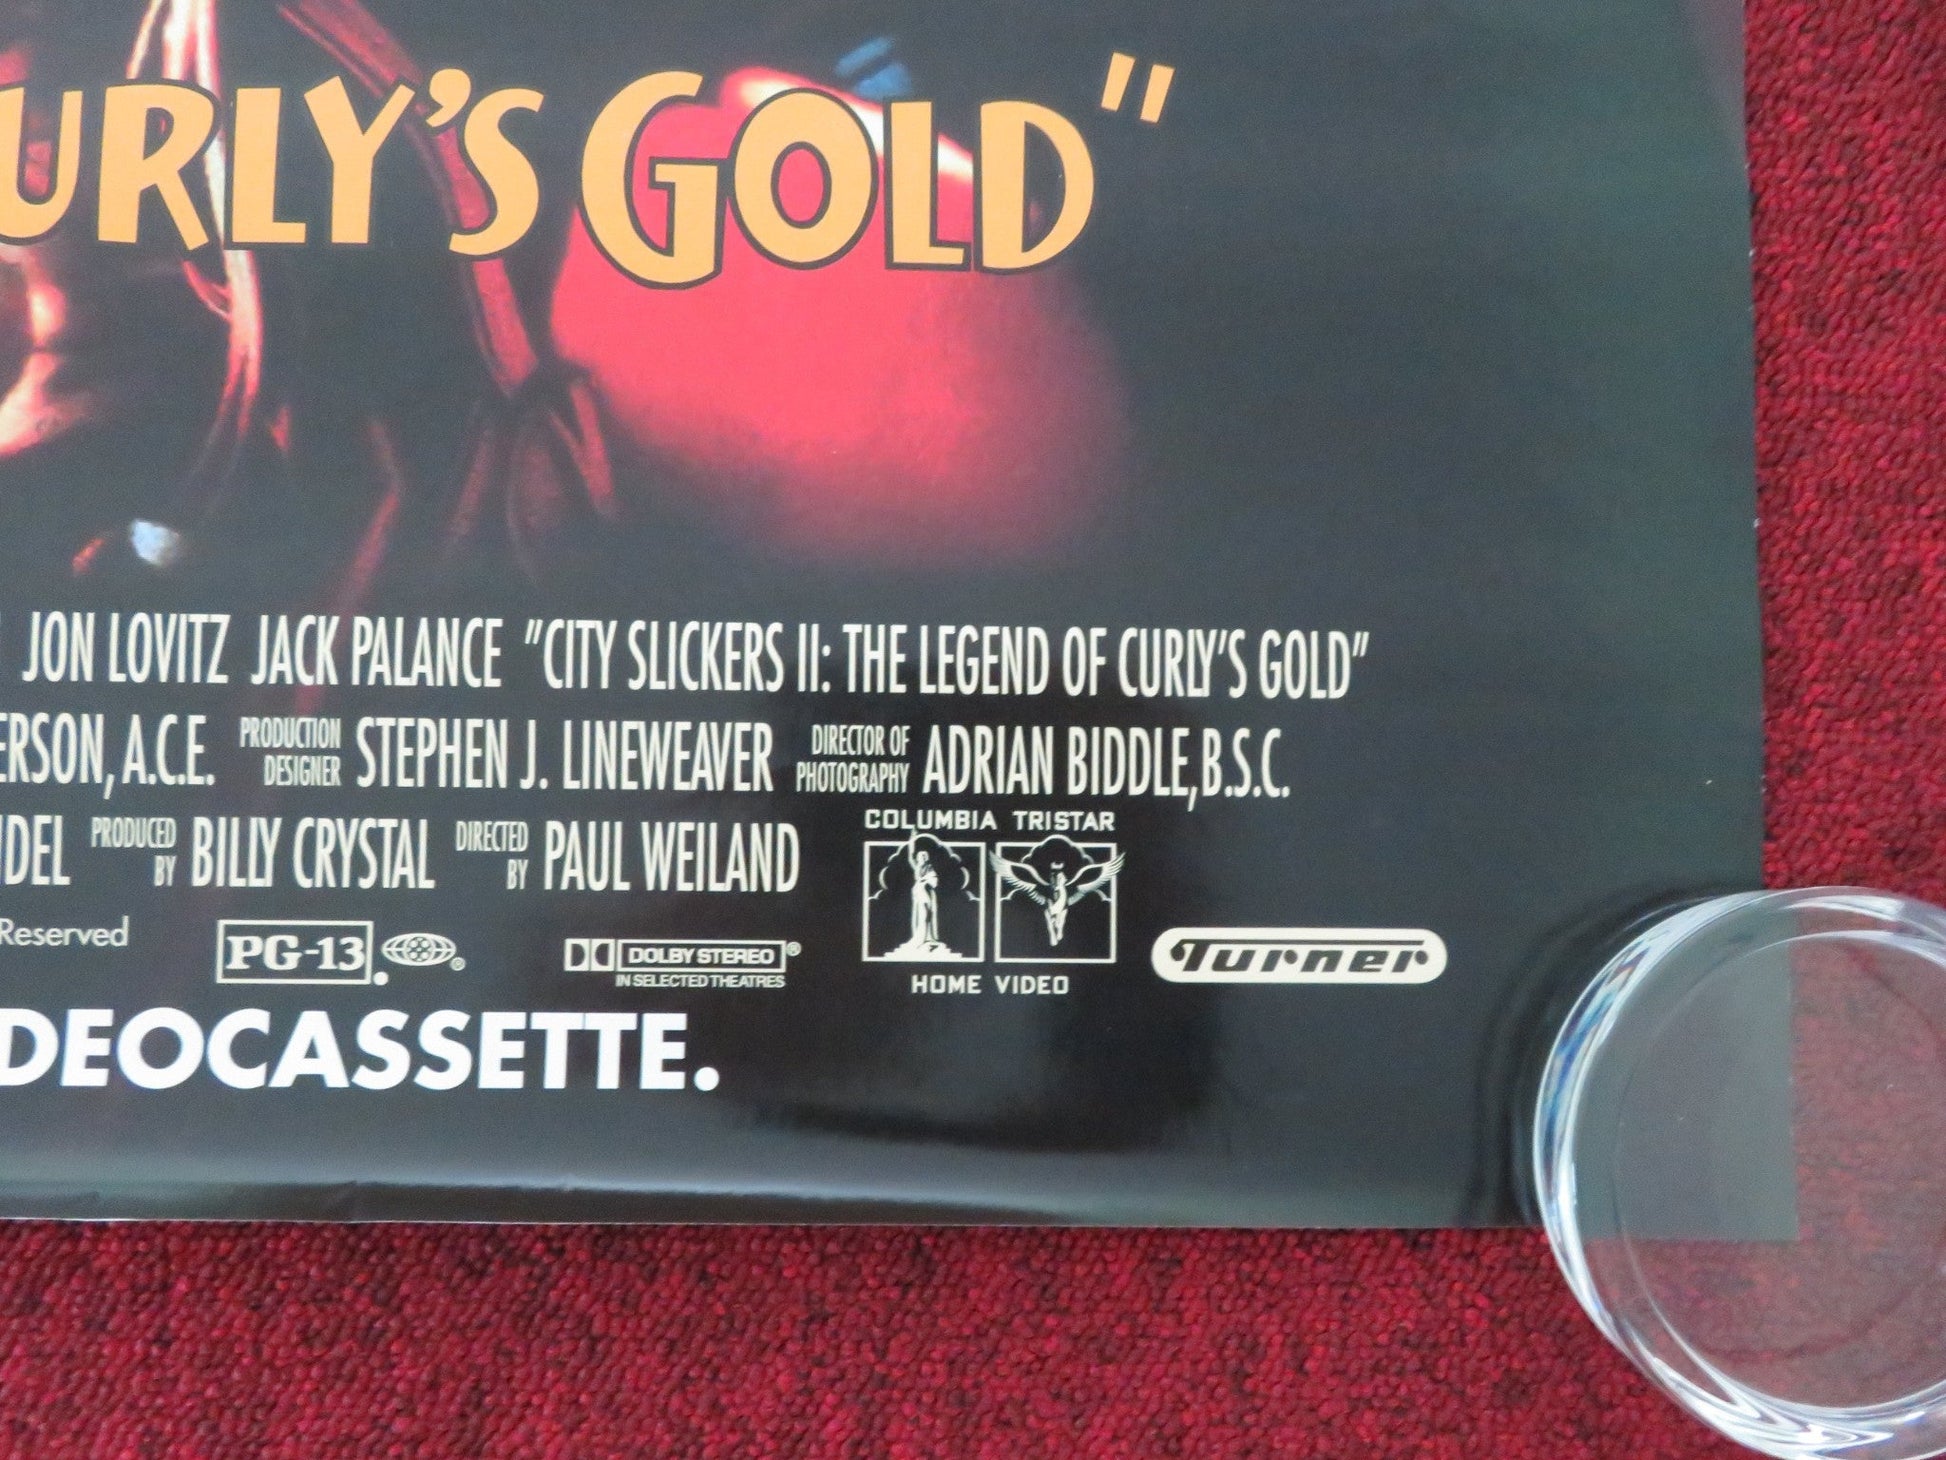 URLY'S GOLD"
JON LOVITZ JACK PALANCE "CITY SLICKERS II: THE LEGEND OF CURLY'S GOLD"
ERSON, A.C.E. PRODUCTION DESIGNER STEPHEN J. LINEWEAVER DIRECTOR OF PHOTOGRAPHY ADRIAN BIDDLE, B.S.C.
DEL PRODUCED BY BILLY CRYSTAL DIRECTED BY PAUL WEILAND
COLUMBIA TRISTAR
HOME VIDEO
Reserved PG-13 ® DOLBY STEREO ® Turner
IN SELECTED THEATRES
DEOCASSETTE.